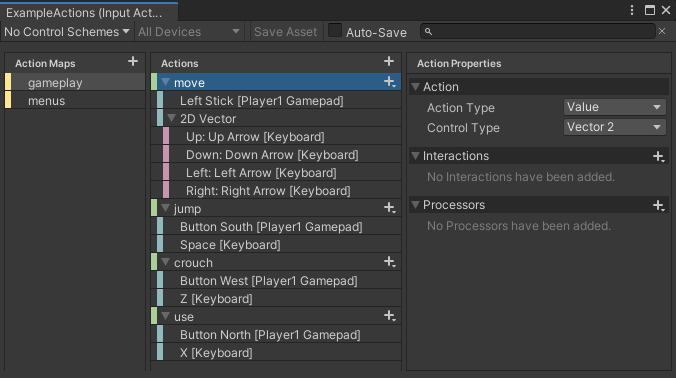 ExampleActions (Input Act...
No Control Schemes All Devices Save Asset Auto-Save
Action Maps
gameplay
menus
Actions
move
Left Stick [Player1 Gamepad]
2D Vector
Up: Up Arrow [Keyboard]
Down: Down Arrow [Keyboard]
Left: Left Arrow [Keyboard]
Right: Right Arrow [Keyboard]
jump
Button South [Player1 Gamepad]
Space [Keyboard]
crouch
Button West [Player1 Gamepad]
Z [Keyboard]
use
Button North [Player1 Gamepad]
X [Keyboard]
Action Properties
Action
Action Type Value
Control Type Vector 2
Interactions
No Interactions have been added.
Processors
No Processors have been added.